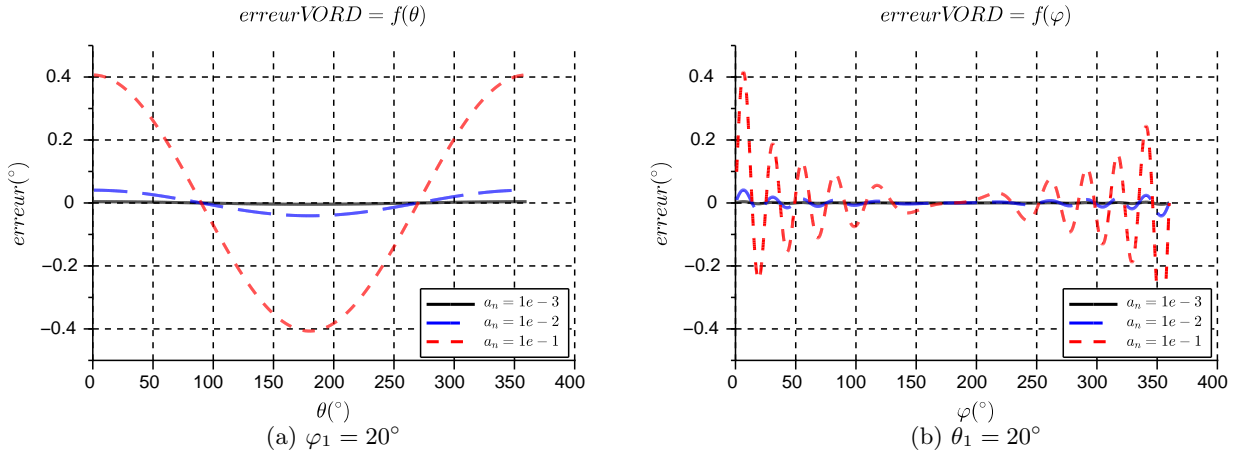 erreurVORD = f(θ)
0.4
0.2
0
−0.2
−0.4
erreur(°)
0 50 100 150 200 250 300 350 400
θ(°)
a_n = 1e − 3
a_n = 1e − 2
a_n = 1e − 1
(a) φ₁ = 20°
erreurVORD = f(φ)
0.4
0.2
0
−0.2
−0.4
erreur(°)
0 50 100 150 200 250 300 350 400
φ(°)
a_n = 1e − 3
a_n = 1e − 2
a_n = 1e − 1
(b) θ₁ = 20°